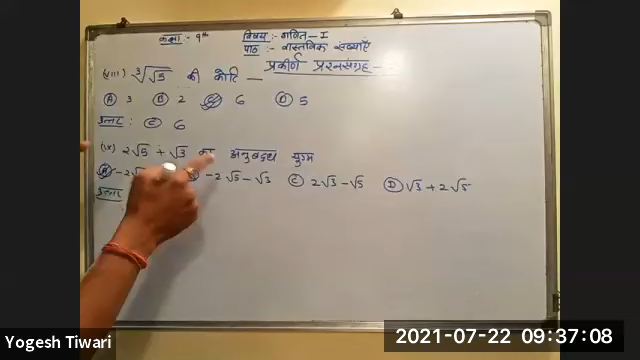 कक्षा :- 9th
विषय :- गणित - I
पाठ :- वास्तविक संख्याएँ
प्रकीर्ण प्रश्नसंग्रह -
(viii) ∛√5 की कोटि —
Ⓐ 3 Ⓑ 2 Ⓒ 6 Ⓓ 5
उत्तर :- Ⓒ 6
(ix) 2√5 + √3 का अनुबद्ध युग्म
Ⓐ -2√5 -2√5 - √3 Ⓒ 2√3 - √5 Ⓓ √3 + 2√5
उत्तर :-
Yogesh Tiwari
2021-07-22 09:37:08